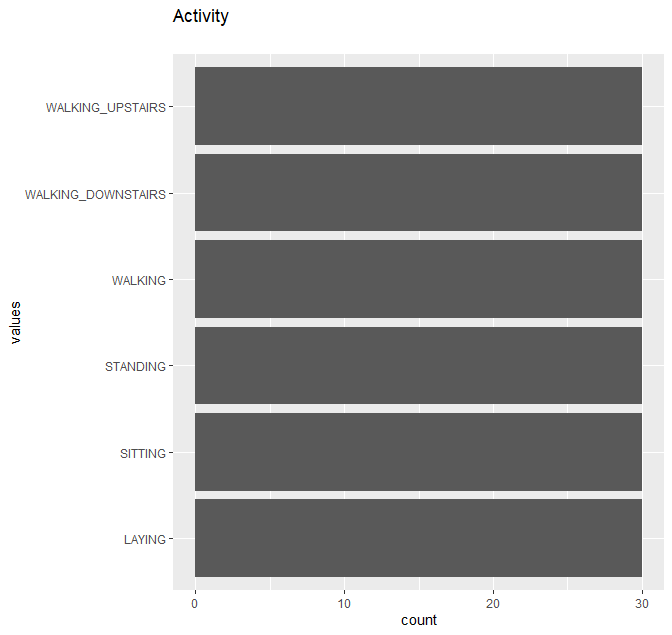 Activity
WALKING_UPSTAIRS
WALKING_DOWNSTAIRS
WALKING
STANDING
SITTING
LAYING
values
0 10 20 30
count